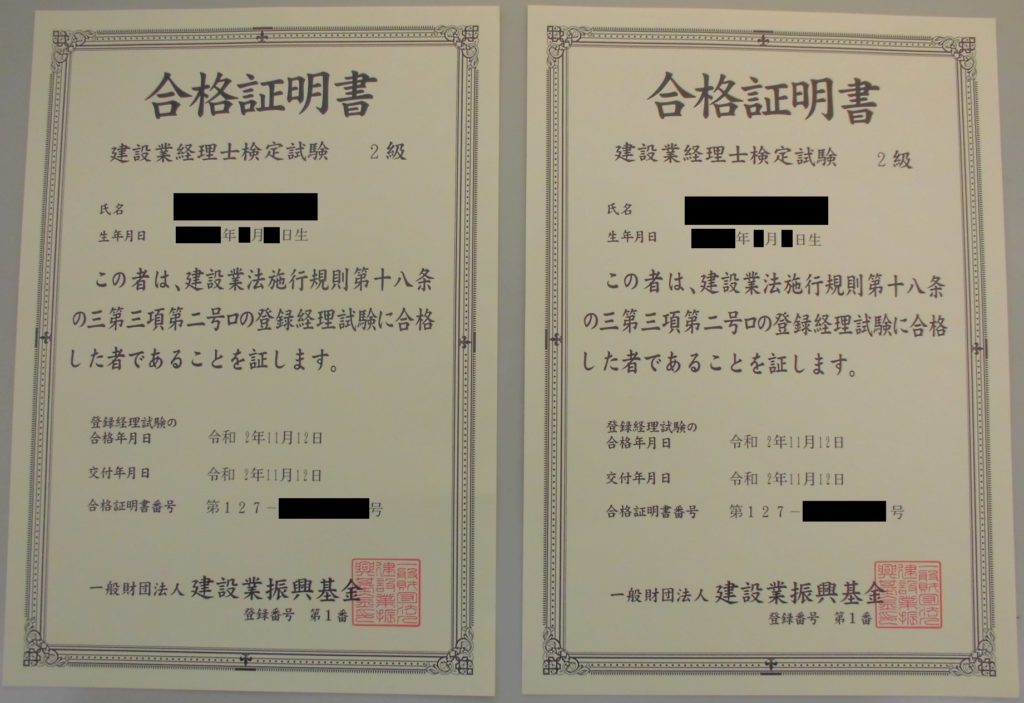 合格証明書
建設業経理士検定試験 2級
氏名
生年月日 年 月 日生
この者は、建設業法施行規則第十八条
の三第三項第二号ロの登録経理試験に合格
した者であることを証します。
登録経理試験の
合格年月日 令和 2年11月12日
交付年月日 令和 2年11月12日
合格証明書番号 第127- 号
一般財団法人 建設業振興基金
登録番号 第1番
合格証明書
建設業経理士検定試験 2級
氏名
生年月日 年 月 日生
この者は、建設業法施行規則第十八条
の三第三項第二号ロの登録経理試験に合格
した者であることを証します。
登録経理試験の
合格年月日 令和 2年11月12日
交付年月日 令和 2年11月12日
合格証明書番号 第127- 号
一般財団法人 建設業振興基金
登録番号 第1番